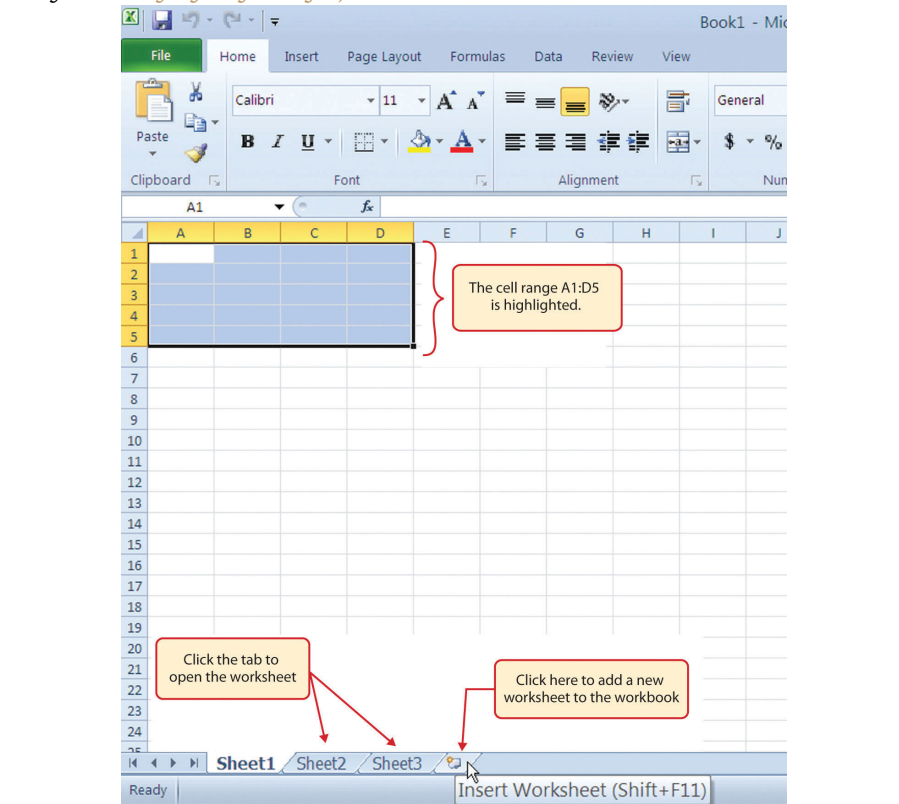 Book1 - Mic
File Home Insert Page Layout Formulas Data Review View
Calibri 11 A A General
Paste B I U A $ %
Clipboard Font Alignment Num
A1 fx
A B C D E F G H I J
1
2
3
4
5
The cell range A1:D5
is highlighted.
6
7
8
9
10
11
12
13
14
15
16
17
18
19
20
21
22
23
24
25
Click the tab to
open the worksheet
Click here to add a new
worksheet to the workbook
Sheet1 Sheet2 Sheet3
Ready
Insert Worksheet (Shift+F11)